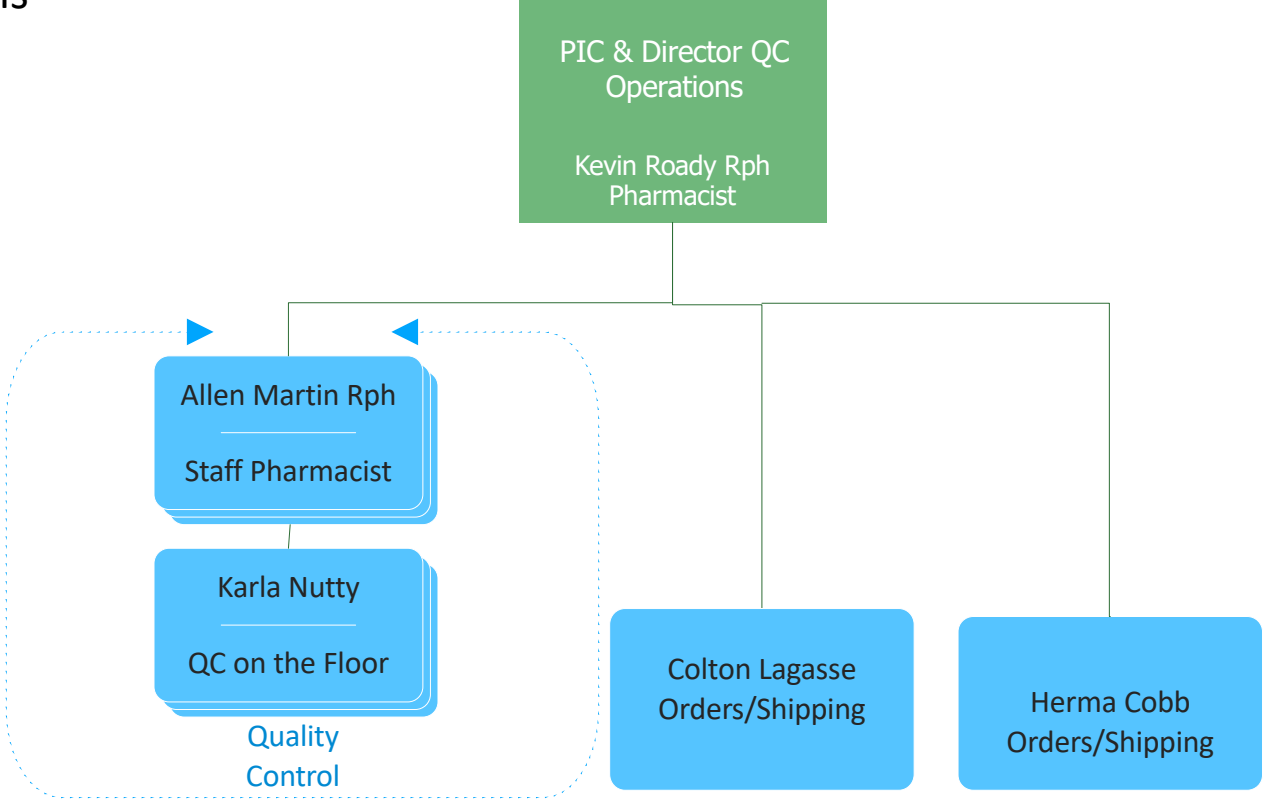 PIC & Director QC
Operations
Kevin Roady Rph
Pharmacist
Allen Martin Rph
Staff Pharmacist
Karla Nutty
QC on the Floor
Quality
Control
Colton Lagasse
Orders/Shipping
Herma Cobb
Orders/Shipping